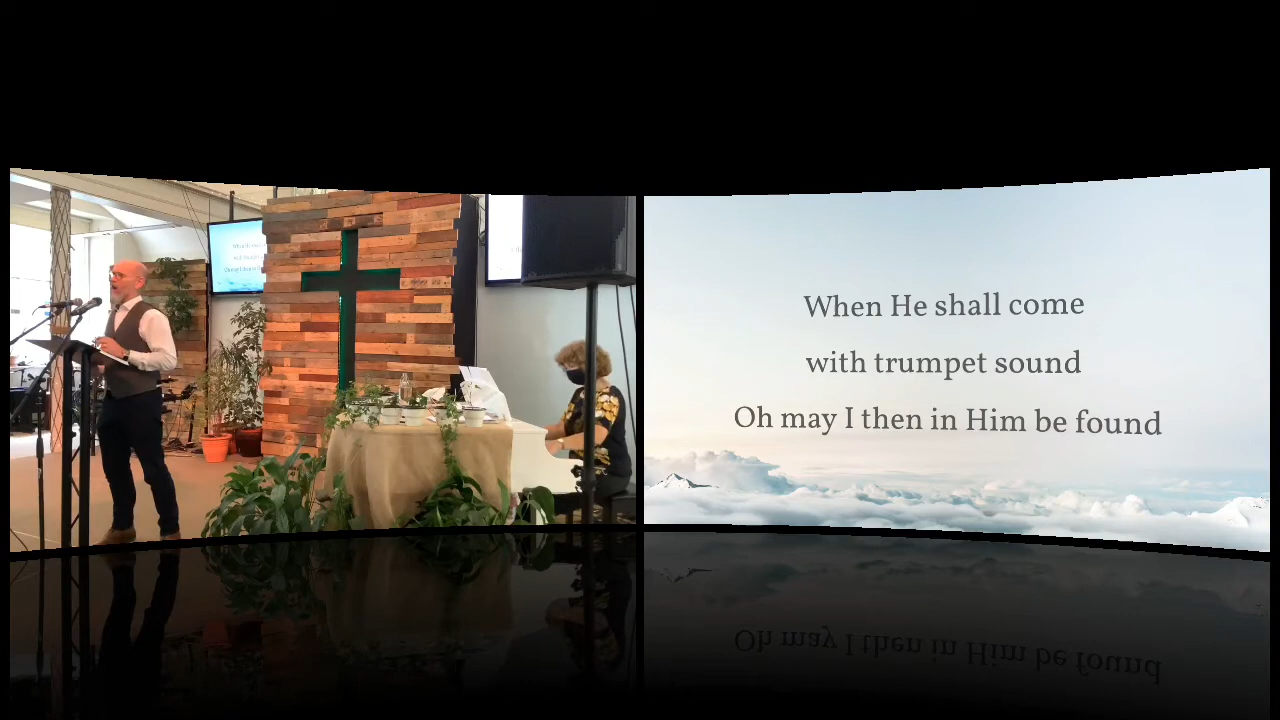 When He shall come
with trumpet sound
Oh may I then in Him be found